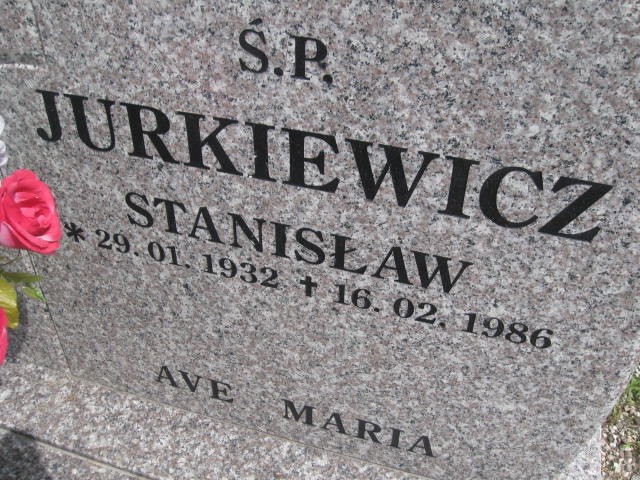 Ś.P.
JURKIEWICZ
STANISŁAW
* 29. 01. 1932 † 16. 02. 1986
AVE MARIA